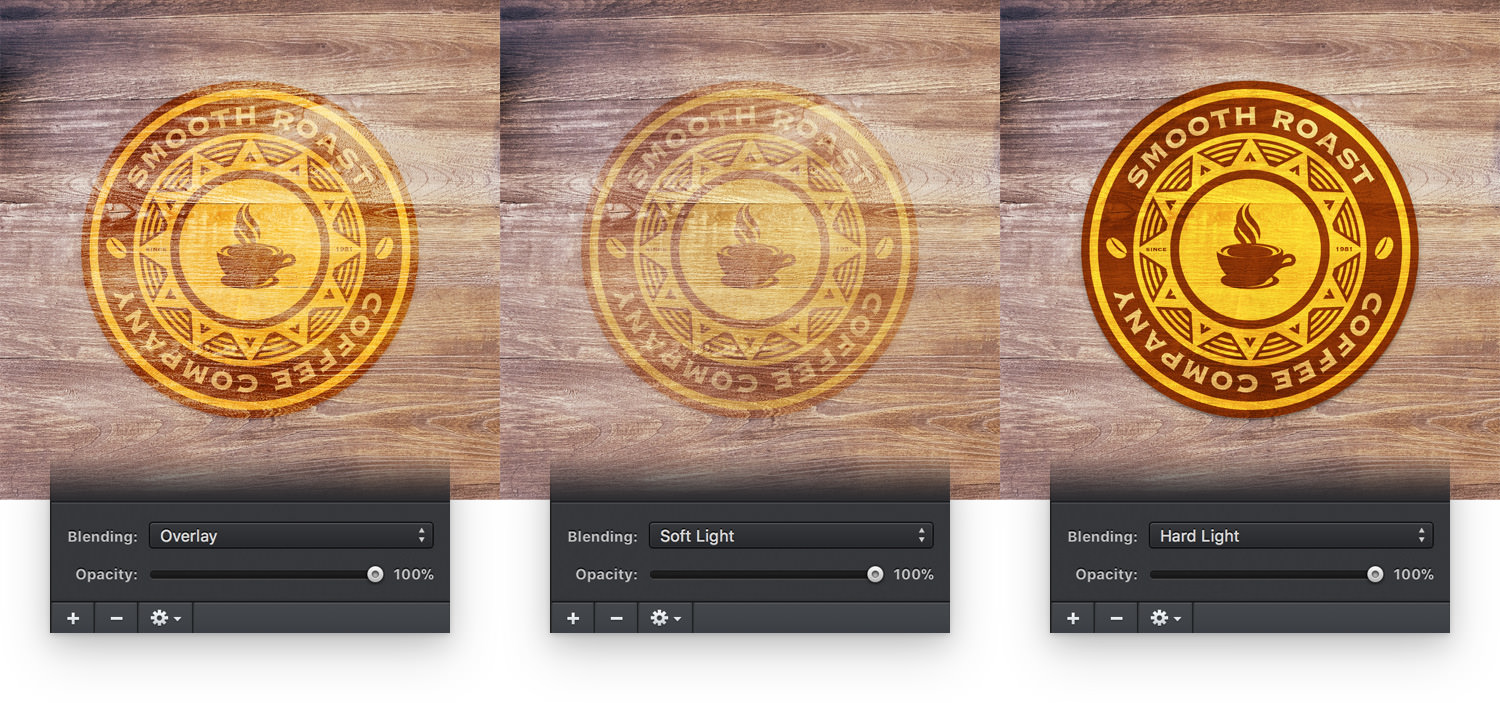 SMOOTH ROAST
SINCE 1981
COFFEE COMPANY
Blending: Overlay
Opacity: 100%
SMOOTH ROAST
SINCE 1981
COFFEE COMPANY
Blending: Soft Light
Opacity: 100%
SMOOTH ROAST
SINCE 1981
COFFEE COMPANY
Blending: Hard Light
Opacity: 100%